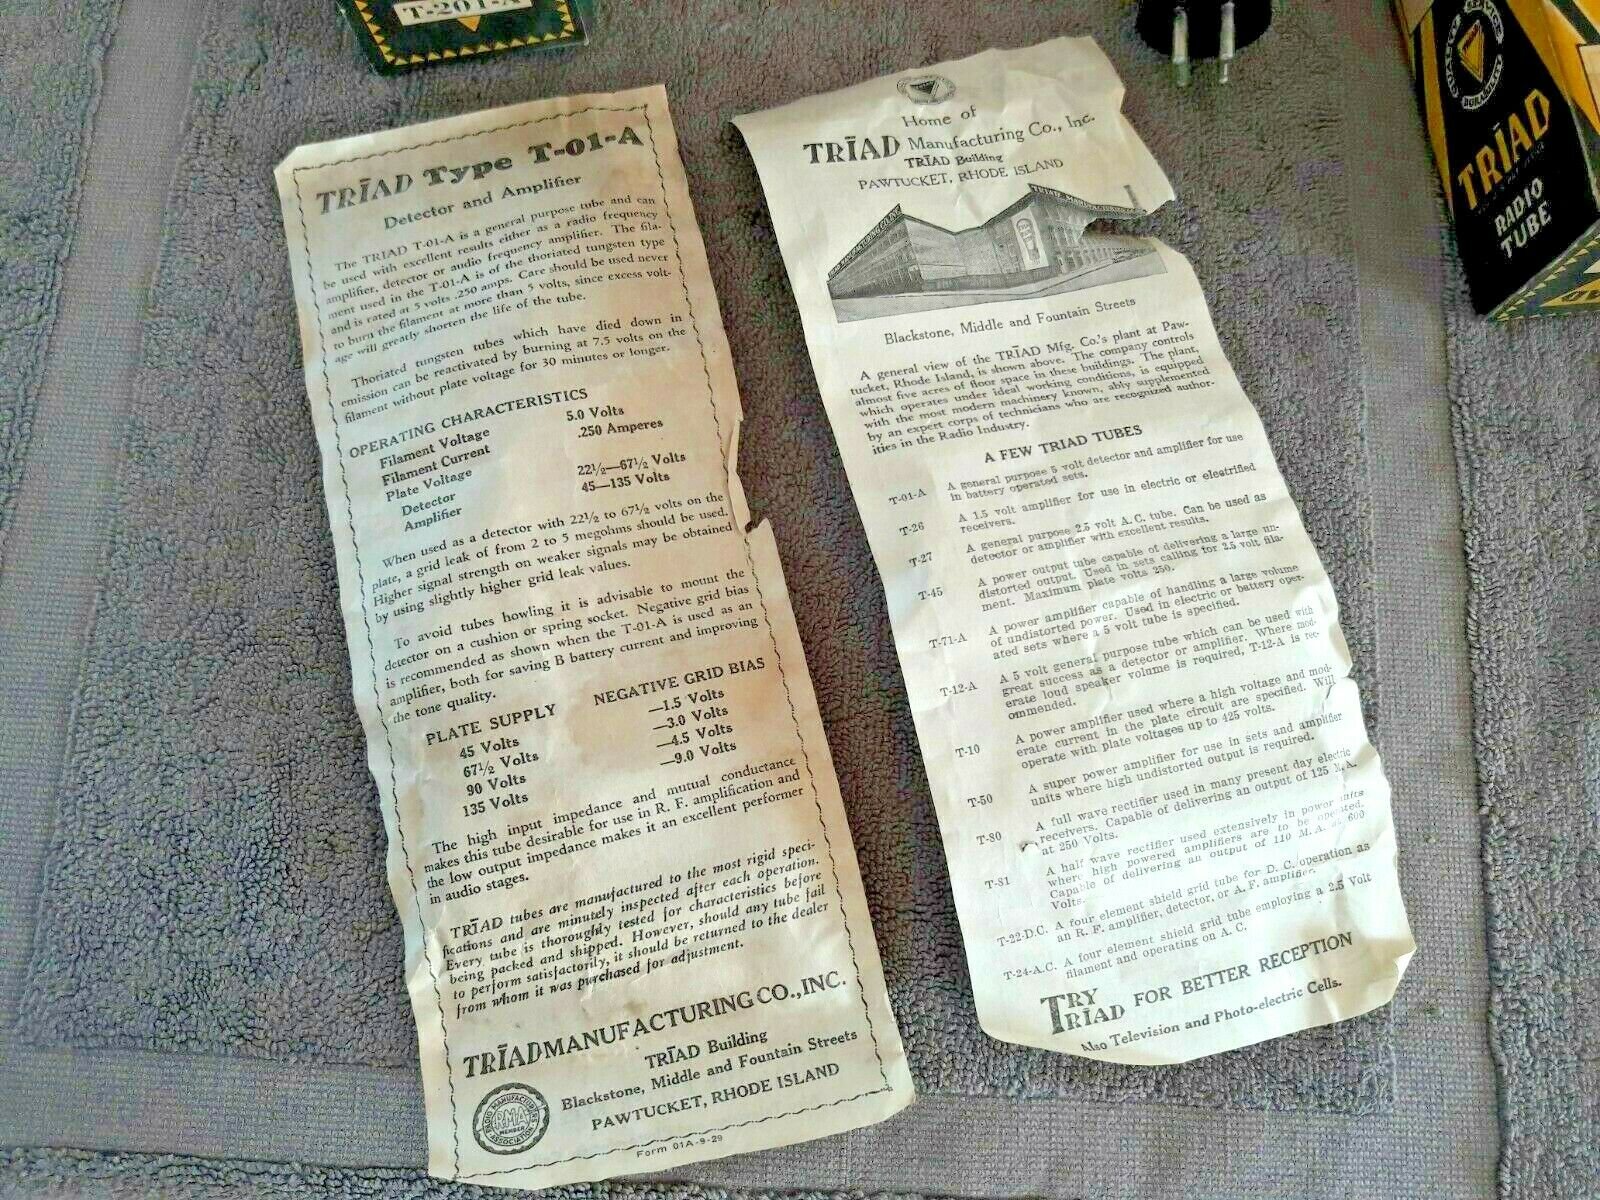 T-201-A
TRIAD Type T-01-A
Detector and Amplifier
The TRIAD T-01-A is a general purpose tube and can
be used with excellent results either as a radio frequency
amplifier, detector or audio frequency amplifier. The fila-
ment used in the T-01-A is of the thoriated tungsten type
and is rated at 5 volts .250 amps. Care should be used never
to burn the filament at more than 5 volts, since excess volt-
age will greatly shorten the life of the tube.
Thoriated tungsten tubes which have died down in
emission can be reactivated by burning at 7.5 volts on the
filament without plate voltage for 30 minutes or longer.
OPERATING CHARACTERISTICS
Filament Voltage 5.0 Volts
Filament Current .250 Amperes
Plate Voltage
Detector 22½—67½ Volts
Amplifier 45—135 Volts
When used as a detector with 22½ to 67½ volts on the
plate, a grid leak of from 2 to 5 megohms should be used.
Higher signal strength on weaker signals may be obtained
by using slightly higher grid leak values.
To avoid tubes howling it is advisable to mount the
detector on a cushion or spring socket. Negative grid bias
is recommended as shown when the T-01-A is used as an
amplifier, both for saving B battery current and improving
the tone quality.
PLATE SUPPLY NEGATIVE GRID BIAS
45 Volts —1.5 Volts
67½ Volts —3.0 Volts
90 Volts —4.5 Volts
135 Volts —9.0 Volts
The high input impedance and mutual conductance
makes this tube desirable for use in R. F. amplification and
the low output impedance makes it an excellent performer
in audio stages.
TRĪAD tubes are manufactured to the most rigid speci-
fications and are minutely inspected after each operation.
Every tube is thoroughly tested for characteristics before
being packed and shipped. However, should any tube fail
to perform satisfactorily, it should be returned to the dealer
from whom it was purchased for adjustment.
TRĪAD MANUFACTURING CO., INC.
TRĪAD Building
Blackstone, Middle and Fountain Streets
PAWTUCKET, RHODE ISLAND
RADIO MANUFACTURERS ASSOCIATION
RMA
MEMBER
Form 01A-9-29
Home of
TRĪAD Manufacturing Co., Inc.
TRĪAD Building
PAWTUCKET, RHODE ISLAND
Blackstone, Middle and Fountain Streets
A general view of the TRĪAD Mfg. Co.'s plant at Paw-
tucket, Rhode Island, is shown above. The company controls
almost five acres of floor space in these buildings. The plant,
which operates under ideal working conditions, is equipped
with the most modern machinery known, ably supplemented
by an expert corps of technicians who are recognized author-
ities in the Radio Industry.
A FEW TRIAD TUBES
T-01-A A general purpose 5 volt detector and amplifier for use
in battery operated sets.
T-26 A 1.5 volt amplifier for use in electric or electrified
receivers.
T-27 A general purpose 2.5 volt A.C. tube. Can be used as
detector or amplifier with excellent results.
T-45 A power output tube capable of delivering a large un-
distorted output. Used in sets calling for 2.5 volt fila-
ment. Maximum plate volts 250.
T-71-A A power amplifier capable of handling a large volume
of undistorted power. Used in electric or battery oper-
ated sets where a 5 volt tube is specified.
T-12-A A 5 volt general purpose tube which can be used with
great success as a detector or amplifier. Where mod-
erate loud speaker volume is required, T-12-A is rec-
ommended.
T-10 A power amplifier used where a high voltage and mod-
erate current in the plate circuit are specified. Will
operate with plate voltages up to 425 volts.
T-50 A super power amplifier for use in sets and amplifier
units where high undistorted output is required.
T-80 A full wave rectifier used in many present day electric
receivers. Capable of delivering an output of 125 M.A.
at 250 Volts.
T-81 A half wave rectifier used extensively in power units
where high powered amplifiers are to be operated.
Capable of delivering an output of 110 M.A. at 600
Volts.
T-22-D.C. A four element shield grid tube for D. C. operation as
an R. F. amplifier, detector, or A. F. amplifier.
T-24-A.C. A four element shield grid tube employing a 2.5 Volt
filament and operating on A. C.
TRY TRĪAD FOR BETTER RECEPTION
Also Television and Photo-electric Cells.
QUALITY SERVICE DURABILITY
TRĪAD
RADIO
TUBE